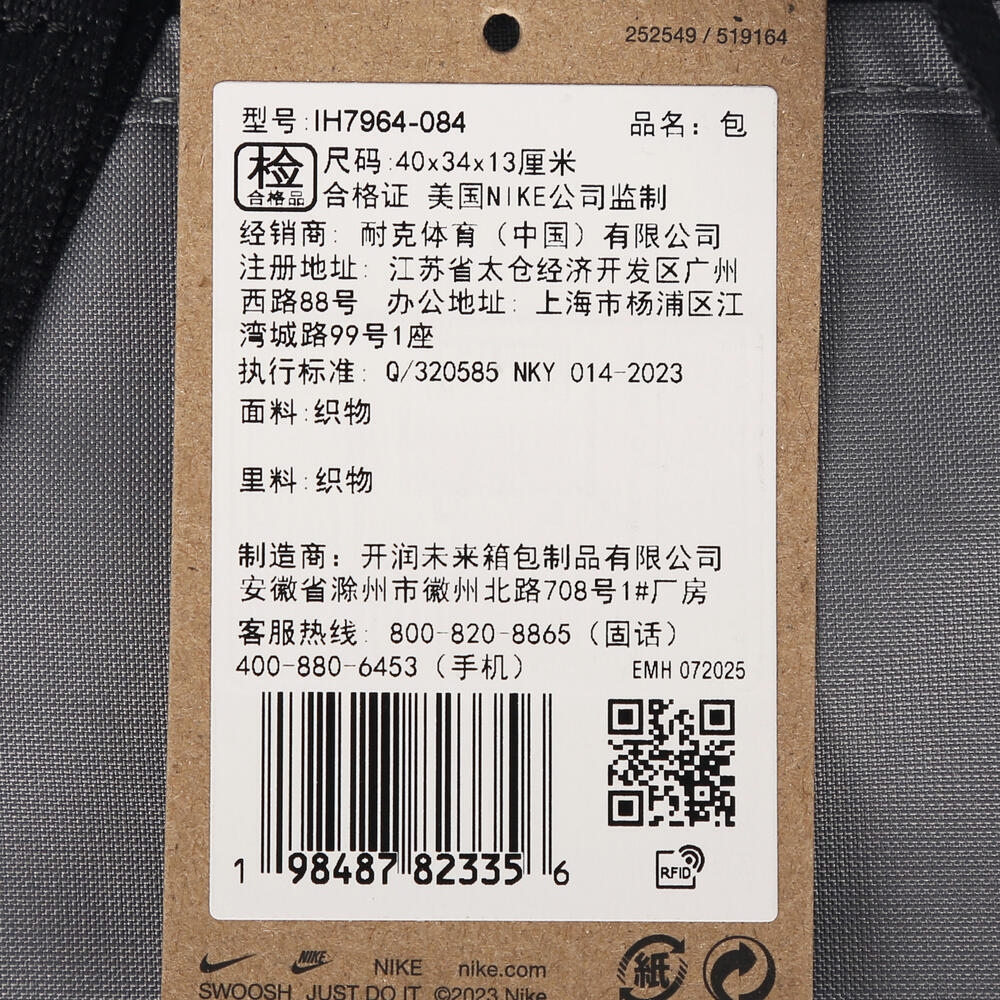 252549 / 519164
型号:IH7964-084 品名：包
检 合格品 尺码:40x34x13厘米
合格证 美国NIKE公司监制
经销商：耐克体育（中国）有限公司
注册地址：江苏省太仓经济开发区广州
西路88号 办公地址：上海市杨浦区江
湾城路99号1座
执行标准：Q/320585 NKY 014-2023
面料:织物
里料:织物
制造商：开润未来箱包制品有限公司
安徽省滁州市徽州北路708号1#厂房
客服热线：800-820-8865（固话）
400-880-6453（手机） EMH 072025
1 98487 82335 6
RFID
NIKE NIKE nike.com
SWOOSH JUST DO IT ©2023 Nike
紙